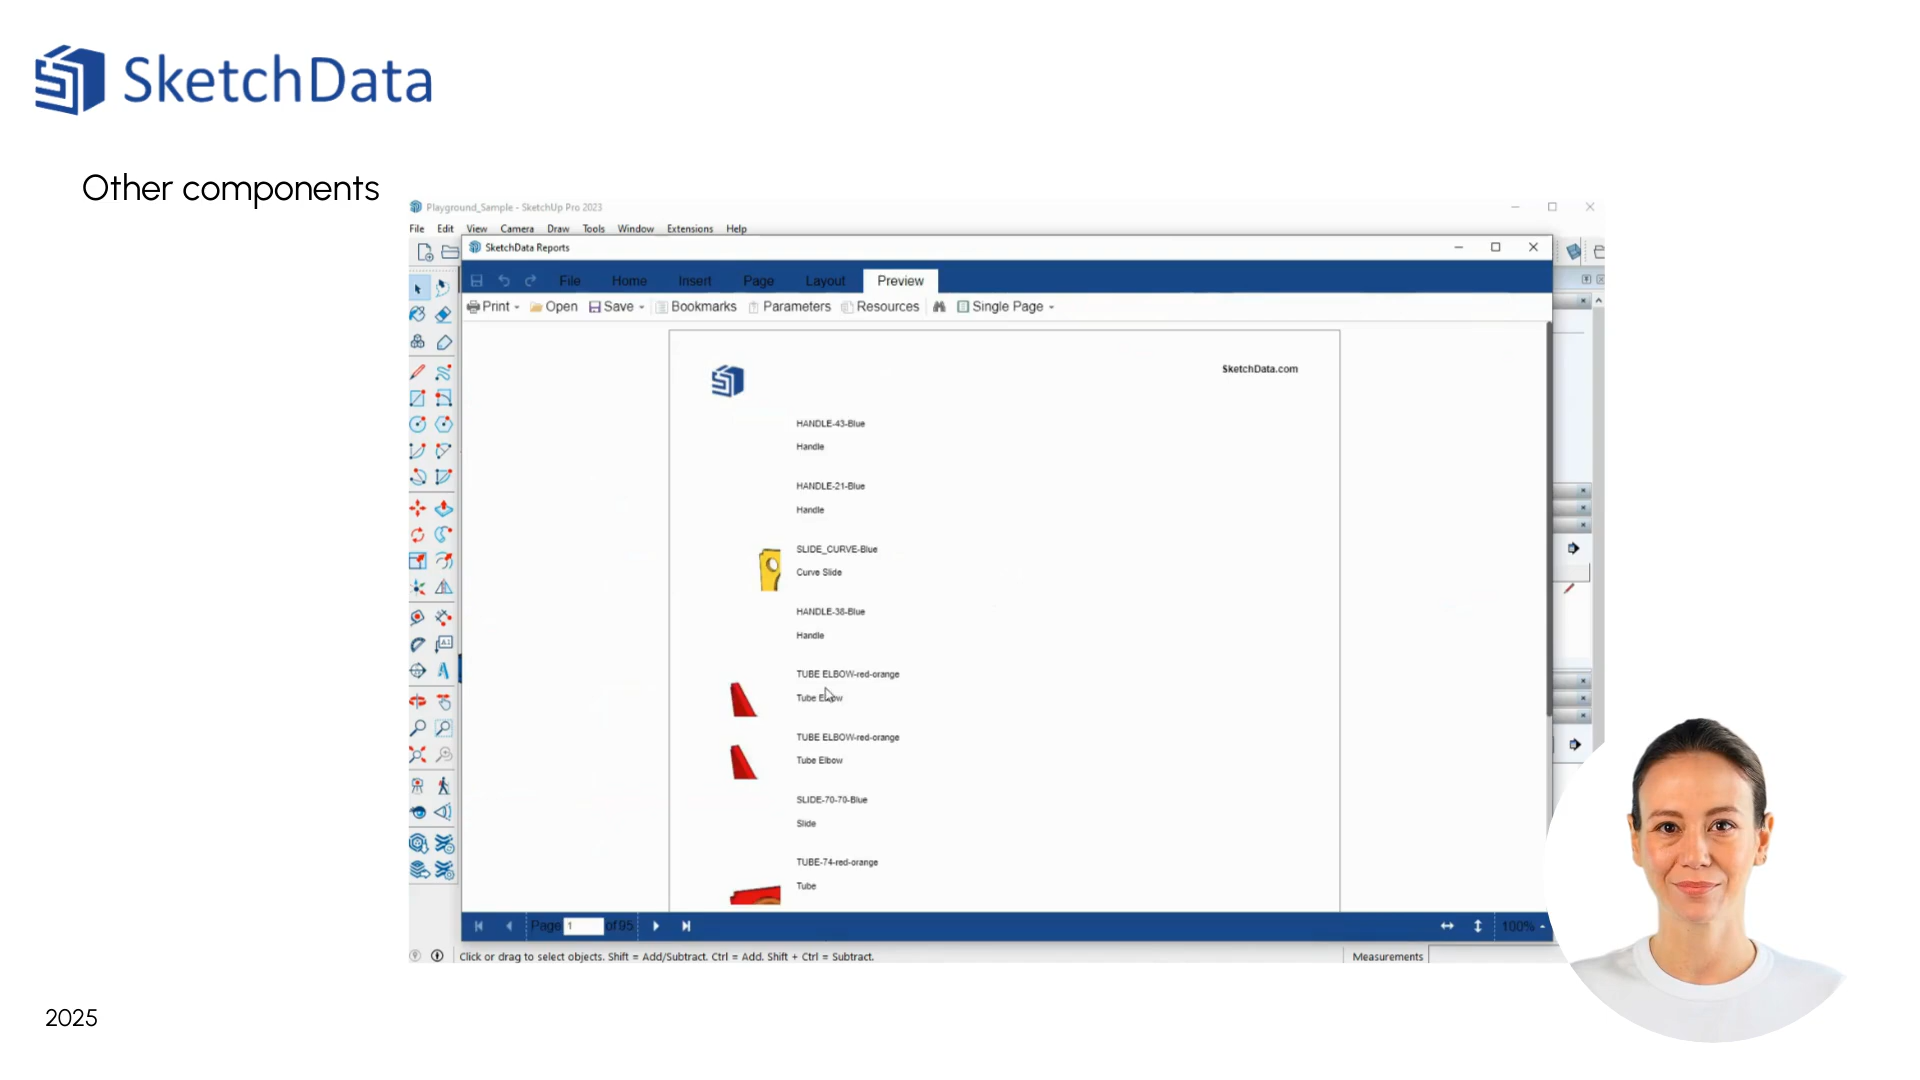 SketchData
Other components
Playground_Sample - SketchUp Pro 2023
File Edit View Camera Draw Tools Window Extensions Help
SketchData Reports
File Home Insert Page Layout Preview
Print Open Save Bookmarks Parameters Resources Single Page
SketchData.com
HANDLE-43-Blue
Handle
HANDLE-21-Blue
Handle
SLIDE_CURVE-Blue
Curve Slide
HANDLE-38-Blue
Handle
TUBE ELBOW-red-orange
Tube Elbow
TUBE ELBOW-red-orange
Tube Elbow
SLIDE-70-70-Blue
Slide
TUBE-74-red-orange
Tube
Page 1 of 95 100%
Click or drag to select objects. Shift = Add/Subtract. Ctrl = Add. Shift + Ctrl = Subtract. Measurements
2025